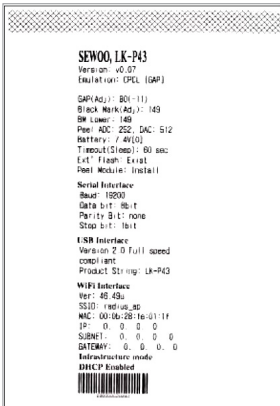 SEWOO, LK-P43
Version: v0.07
Emulation: EPCL [GAP]
GAP(Adj): 80(-11)
Black Mark(Adj): 149
BM Lower: 149
Peel ADC: 252, DAC: 512
Battery: 7.4V[0]
Timeout(Sleep): 60 sec
Ext' Flash: Exist
Peel Module: Install
Serial Interface
Baud: 19200
Data bit: 8bit
Parity Bit: none
Stop bit: 1bit
USB Interface
Version 2.0 Full speed
compliant
Product String: LK-P43
WiFi Interface
Ver: 46.49u
SSID: radius_ap
MAC: 00:0b:28:fe:01:1f
IP: 0. 0. 0. 0
SUBNET: 0. 0. 0. 0
GATEWAY: 0. 0. 0. 0
Infrastructure mode
DHCP Enabled